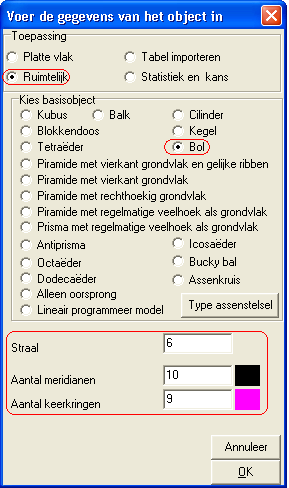 Voer de gegevens van het object in
Toepassing
Platte vlak Tabel importeren
Ruimtelijk Statistiek en kans
Kies basisobject
Kubus Balk Cilinder
Blokkendoos Kegel
Tetraëder Bol
Piramide met vierkant grondvlak en gelijke ribben
Piramide met vierkant grondvlak
Piramide met rechthoekig grondvlak
Piramide met regelmatige veelhoek als grondvlak
Prisma met regelmatige veelhoek als grondvlak
Antiprisma Icosaëder
Octaëder Bucky bal
Dodecaëder Assenkruis
Alleen oorsprong
Lineair programmeer model Type assenstelsel
Straal 6
Aantal meridianen 10
Aantal keerkringen 9
Annuleer
OK